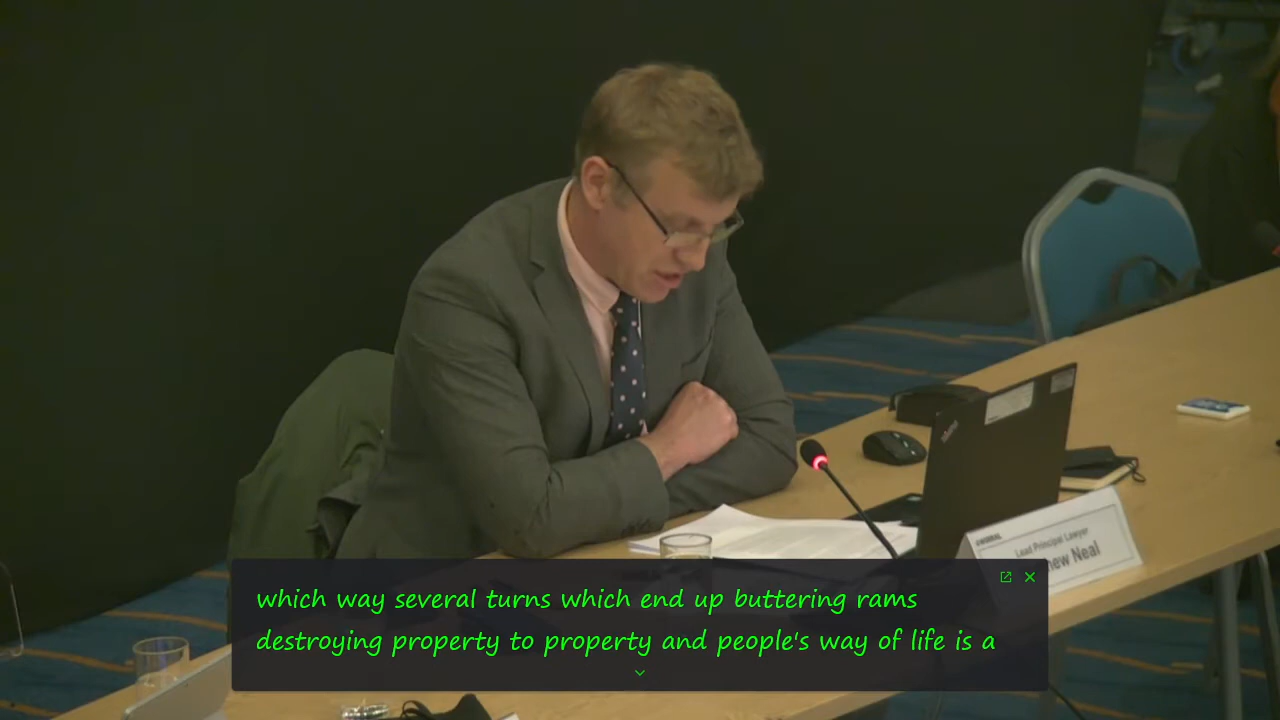 Lead Principal Lawyer
hew Neal
which way several turns which end up buttering rams
destroying property to property and people's way of life is a